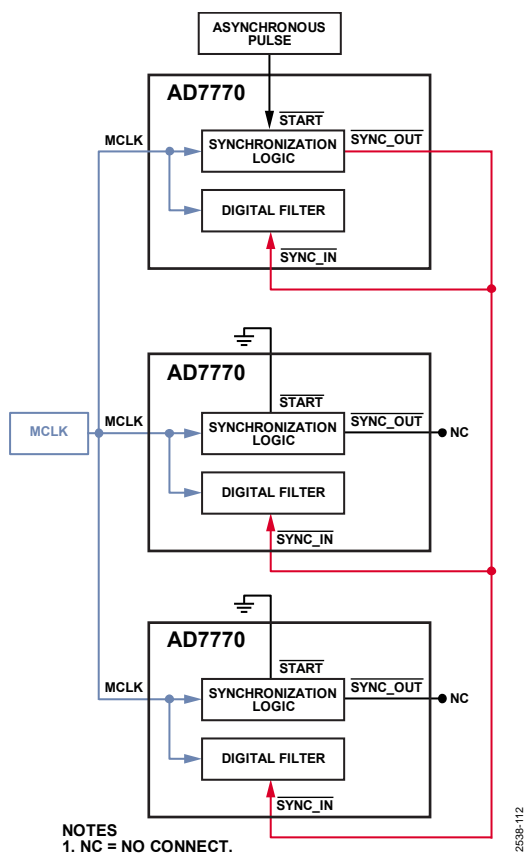 ASYNCHRONOUS
PULSE
AD7770
START
MCLK
SYNCHRONIZATION
LOGIC
SYNC_OUT
DIGITAL FILTER
SYNC_IN
AD7770
START
MCLK
MCLK
SYNCHRONIZATION
LOGIC
SYNC_OUT
NC
DIGITAL FILTER
SYNC_IN
AD7770
START
MCLK
SYNCHRONIZATION
LOGIC
SYNC_OUT
NC
DIGITAL FILTER
SYNC_IN
NOTES
1. NC = NO CONNECT.
2538-112